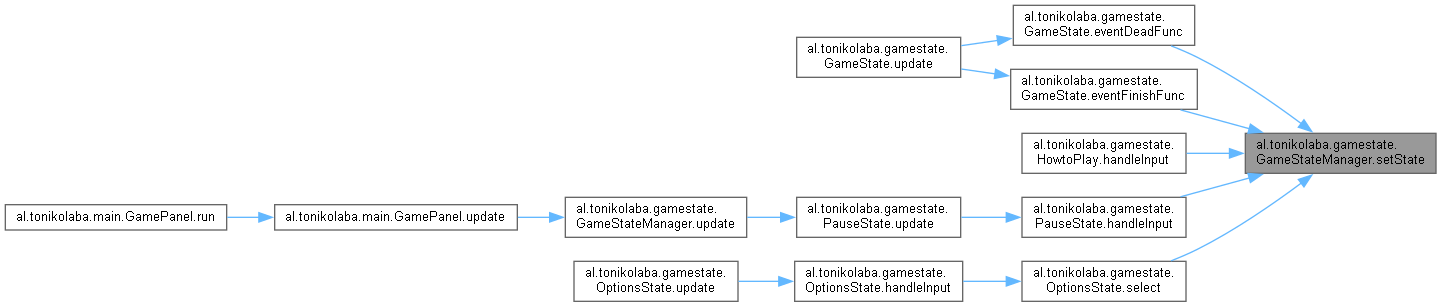 al.tonikolaba.gamestate.
GameState.eventDeadFunc
al.tonikolaba.gamestate.
GameState.update
al.tonikolaba.gamestate.
GameState.eventFinishFunc
al.tonikolaba.gamestate.
HowtoPlay.handleInput
al.tonikolaba.gamestate.
GameStateManager.setState
al.tonikolaba.main.GamePanel.run
al.tonikolaba.main.GamePanel.update
al.tonikolaba.gamestate.
GameStateManager.update
al.tonikolaba.gamestate.
PauseState.update
al.tonikolaba.gamestate.
PauseState.handleInput
al.tonikolaba.gamestate.
OptionsState.update
al.tonikolaba.gamestate.
OptionsState.handleInput
al.tonikolaba.gamestate.
OptionsState.select